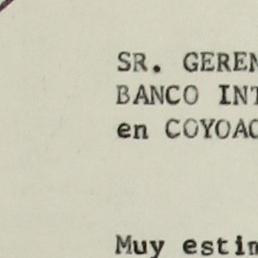 SR. GEREN
BANCO INT
en COYOAC
Muy estim